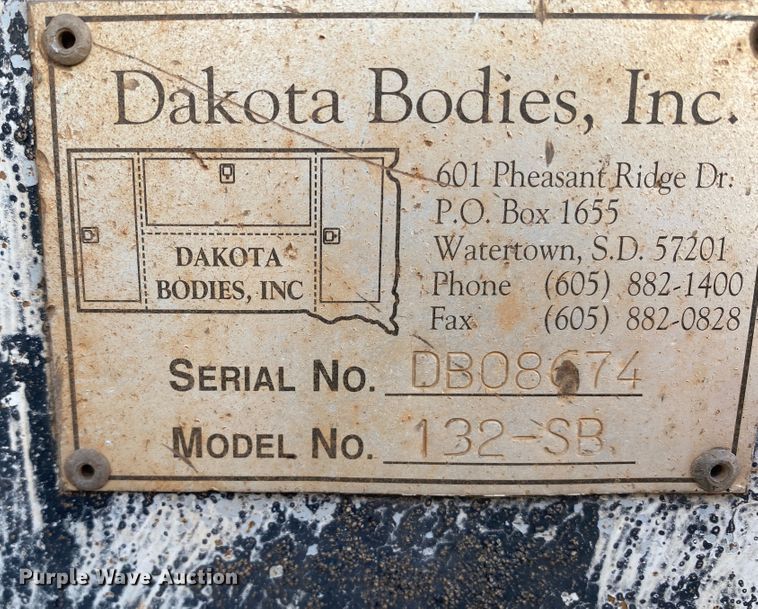 Dakota Bodies, Inc.
DAKOTA
BODIES, INC
601 Pheasant Ridge Dr.
P.O. Box 1655
Watertown, S.D. 57201
Phone (605) 882-1400
Fax (605) 882-0828
SERIAL NO. DB08674
MODEL NO. 132-SB
Purple Wave Auction